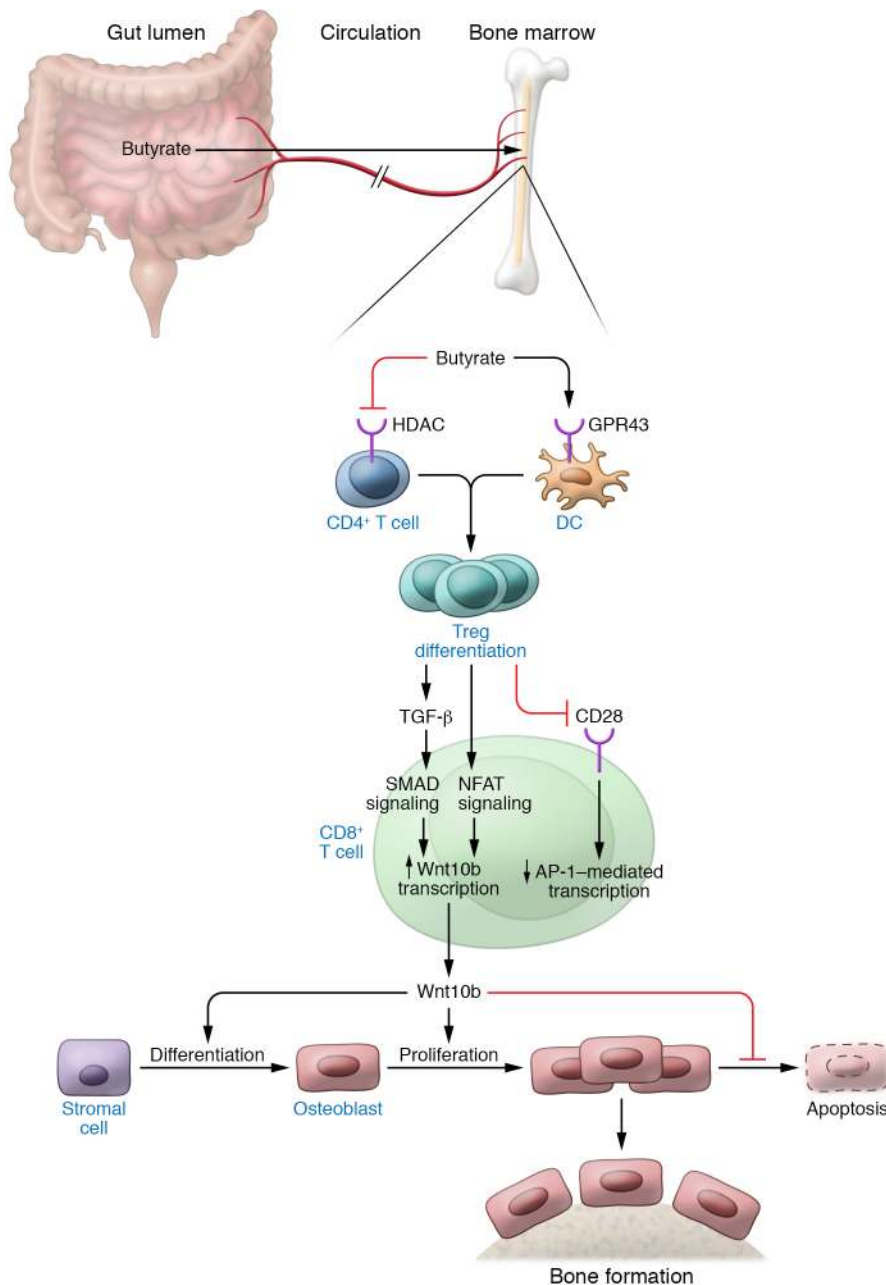 Gut lumen
Circulation
Bone marrow
Butyrate
Butyrate
HDAC
GPR43
CD4⁺ T cell
DC
Treg
differentiation
TGF-β
CD28
SMAD
signaling
NFAT
signaling
CD8⁺
T cell
Wnt10b
transcription
AP-1–mediated
transcription
Wnt10b
Differentiation
Proliferation
Stromal
cell
Osteoblast
Apoptosis
Bone formation